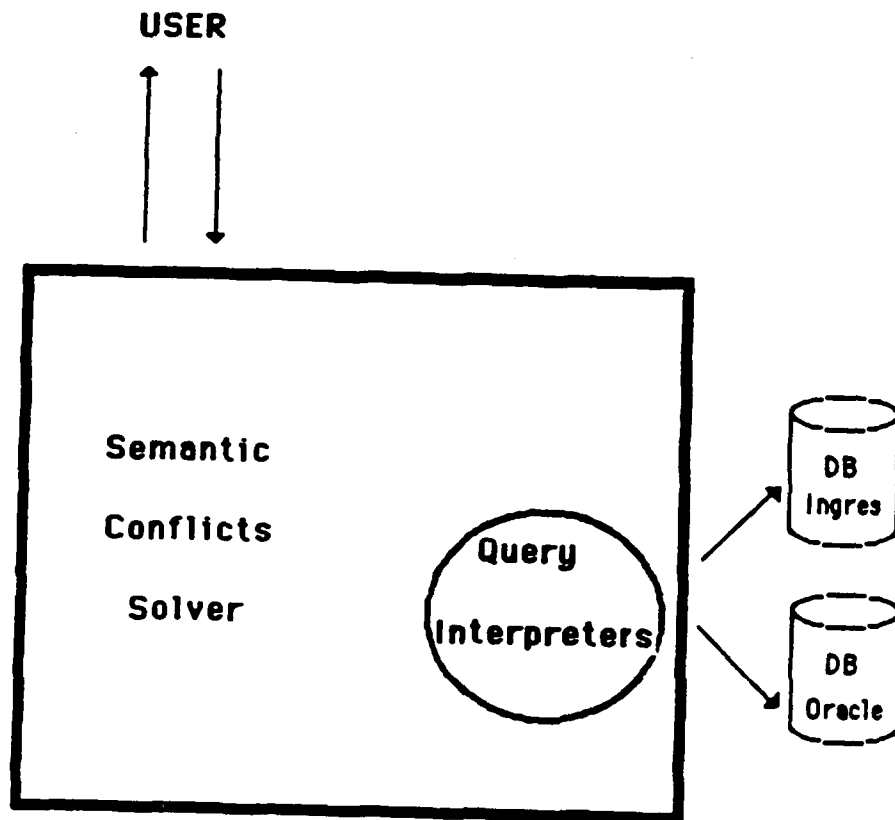 USER
Semantic
Conflicts
Solver
Query
Interpreters
DB
Ingres
DB
Oracle